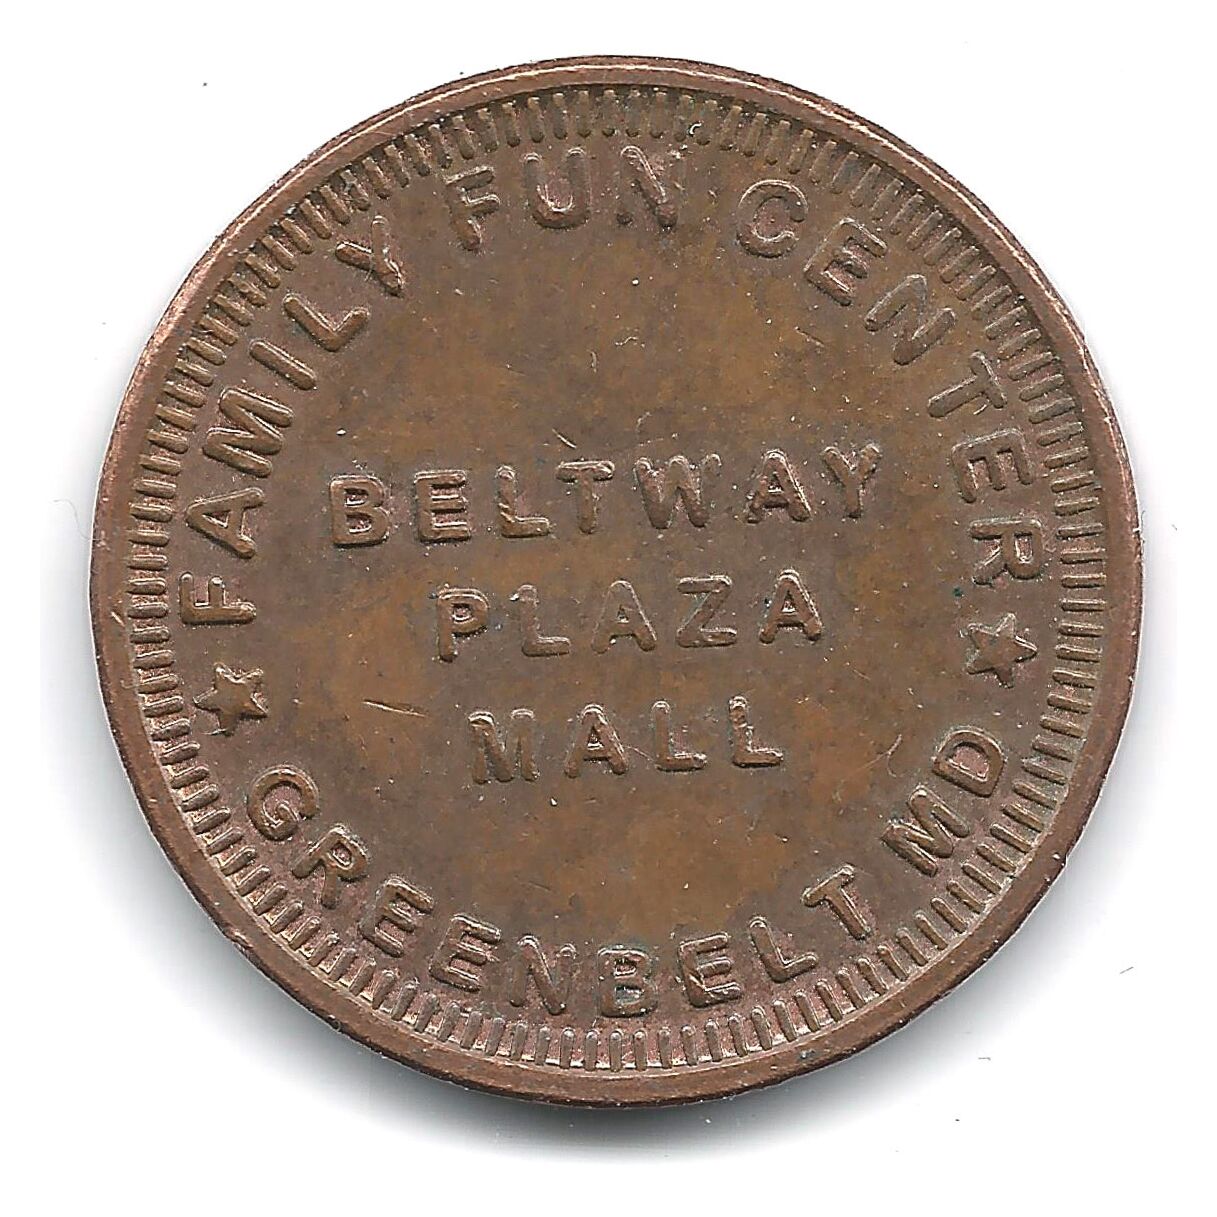 FAMILY FUN CENTER
BELTWAY
PLAZA
MALL
GREENBELT MD